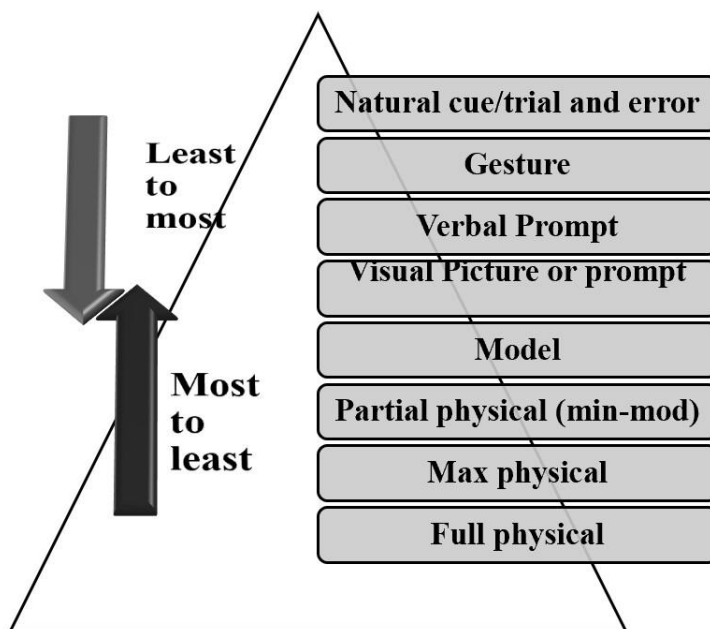 Natural cue/trial and error
Gesture
Verbal Prompt
Visual Picture or prompt
Model
Partial physical (min-mod)
Max physical
Full physical
Least
to
most
Most
to
least